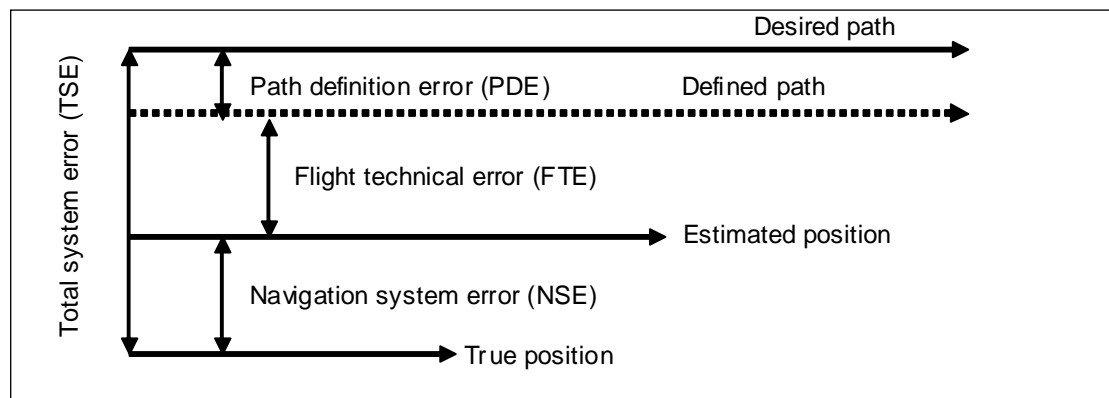 Desired path
Path definition error (PDE)
Defined path
Flight technical error (FTE)
Estimated position
Navigation system error (NSE)
True position
Total system error (TSE)